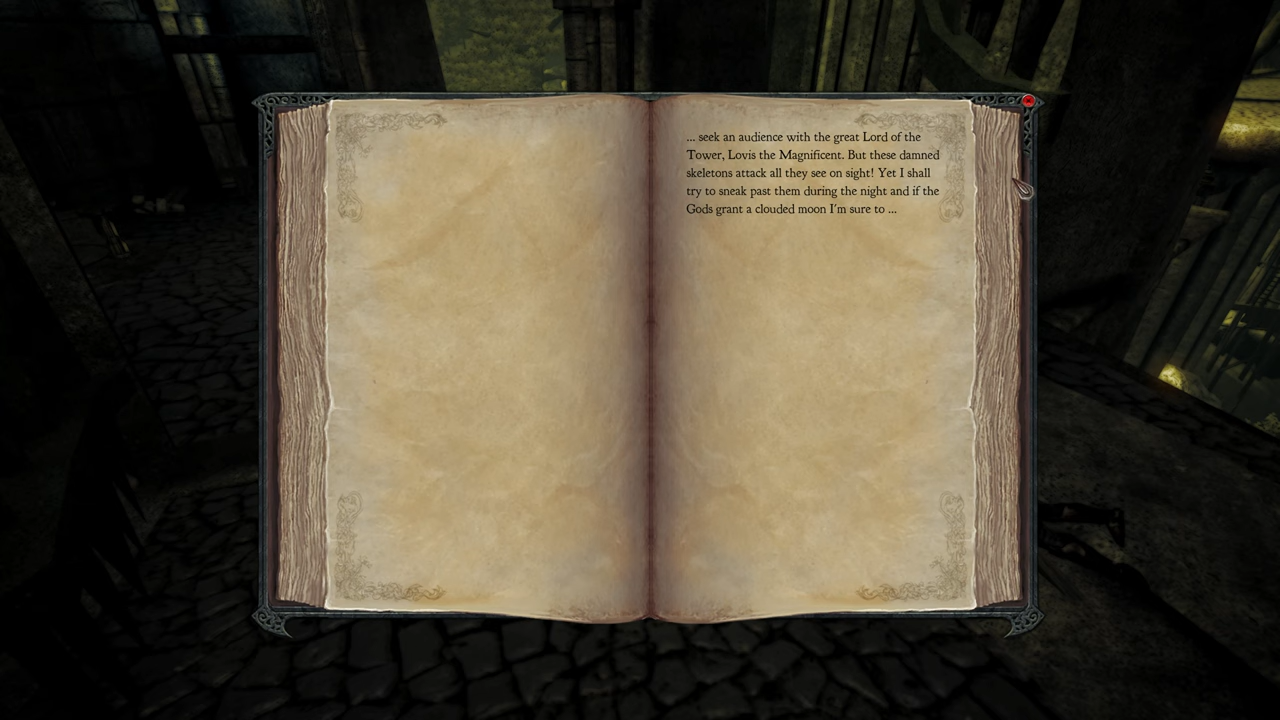 ... seek an audience with the great Lord of the
Tower, Lovis the Magnificent. But these damned
skeletons attack all they see on sight! Yet I shall
try to sneak past them during the night and if the
Gods grant a clouded moon I'm sure to ...